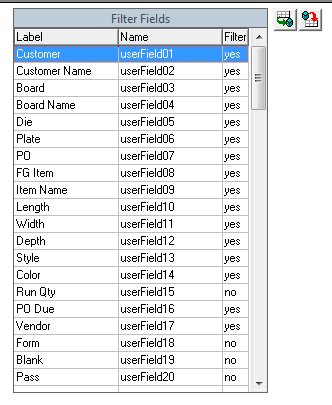 Filter Fields
Label Name Filter
Customer userField01 yes
Customer Name userField02 yes
Board userField03 yes
Board Name userField04 yes
Die userField05 yes
Plate userField06 yes
PO userField07 yes
FG Item userField08 yes
Item Name userField09 yes
Length userField10 yes
Width userField11 yes
Depth userField12 yes
Style userField13 yes
Color userField14 yes
Run Qty userField15 no
PO Due userField16 yes
Vendor userField17 yes
Form userField18 no
Blank userField19 no
Pass userField20 no